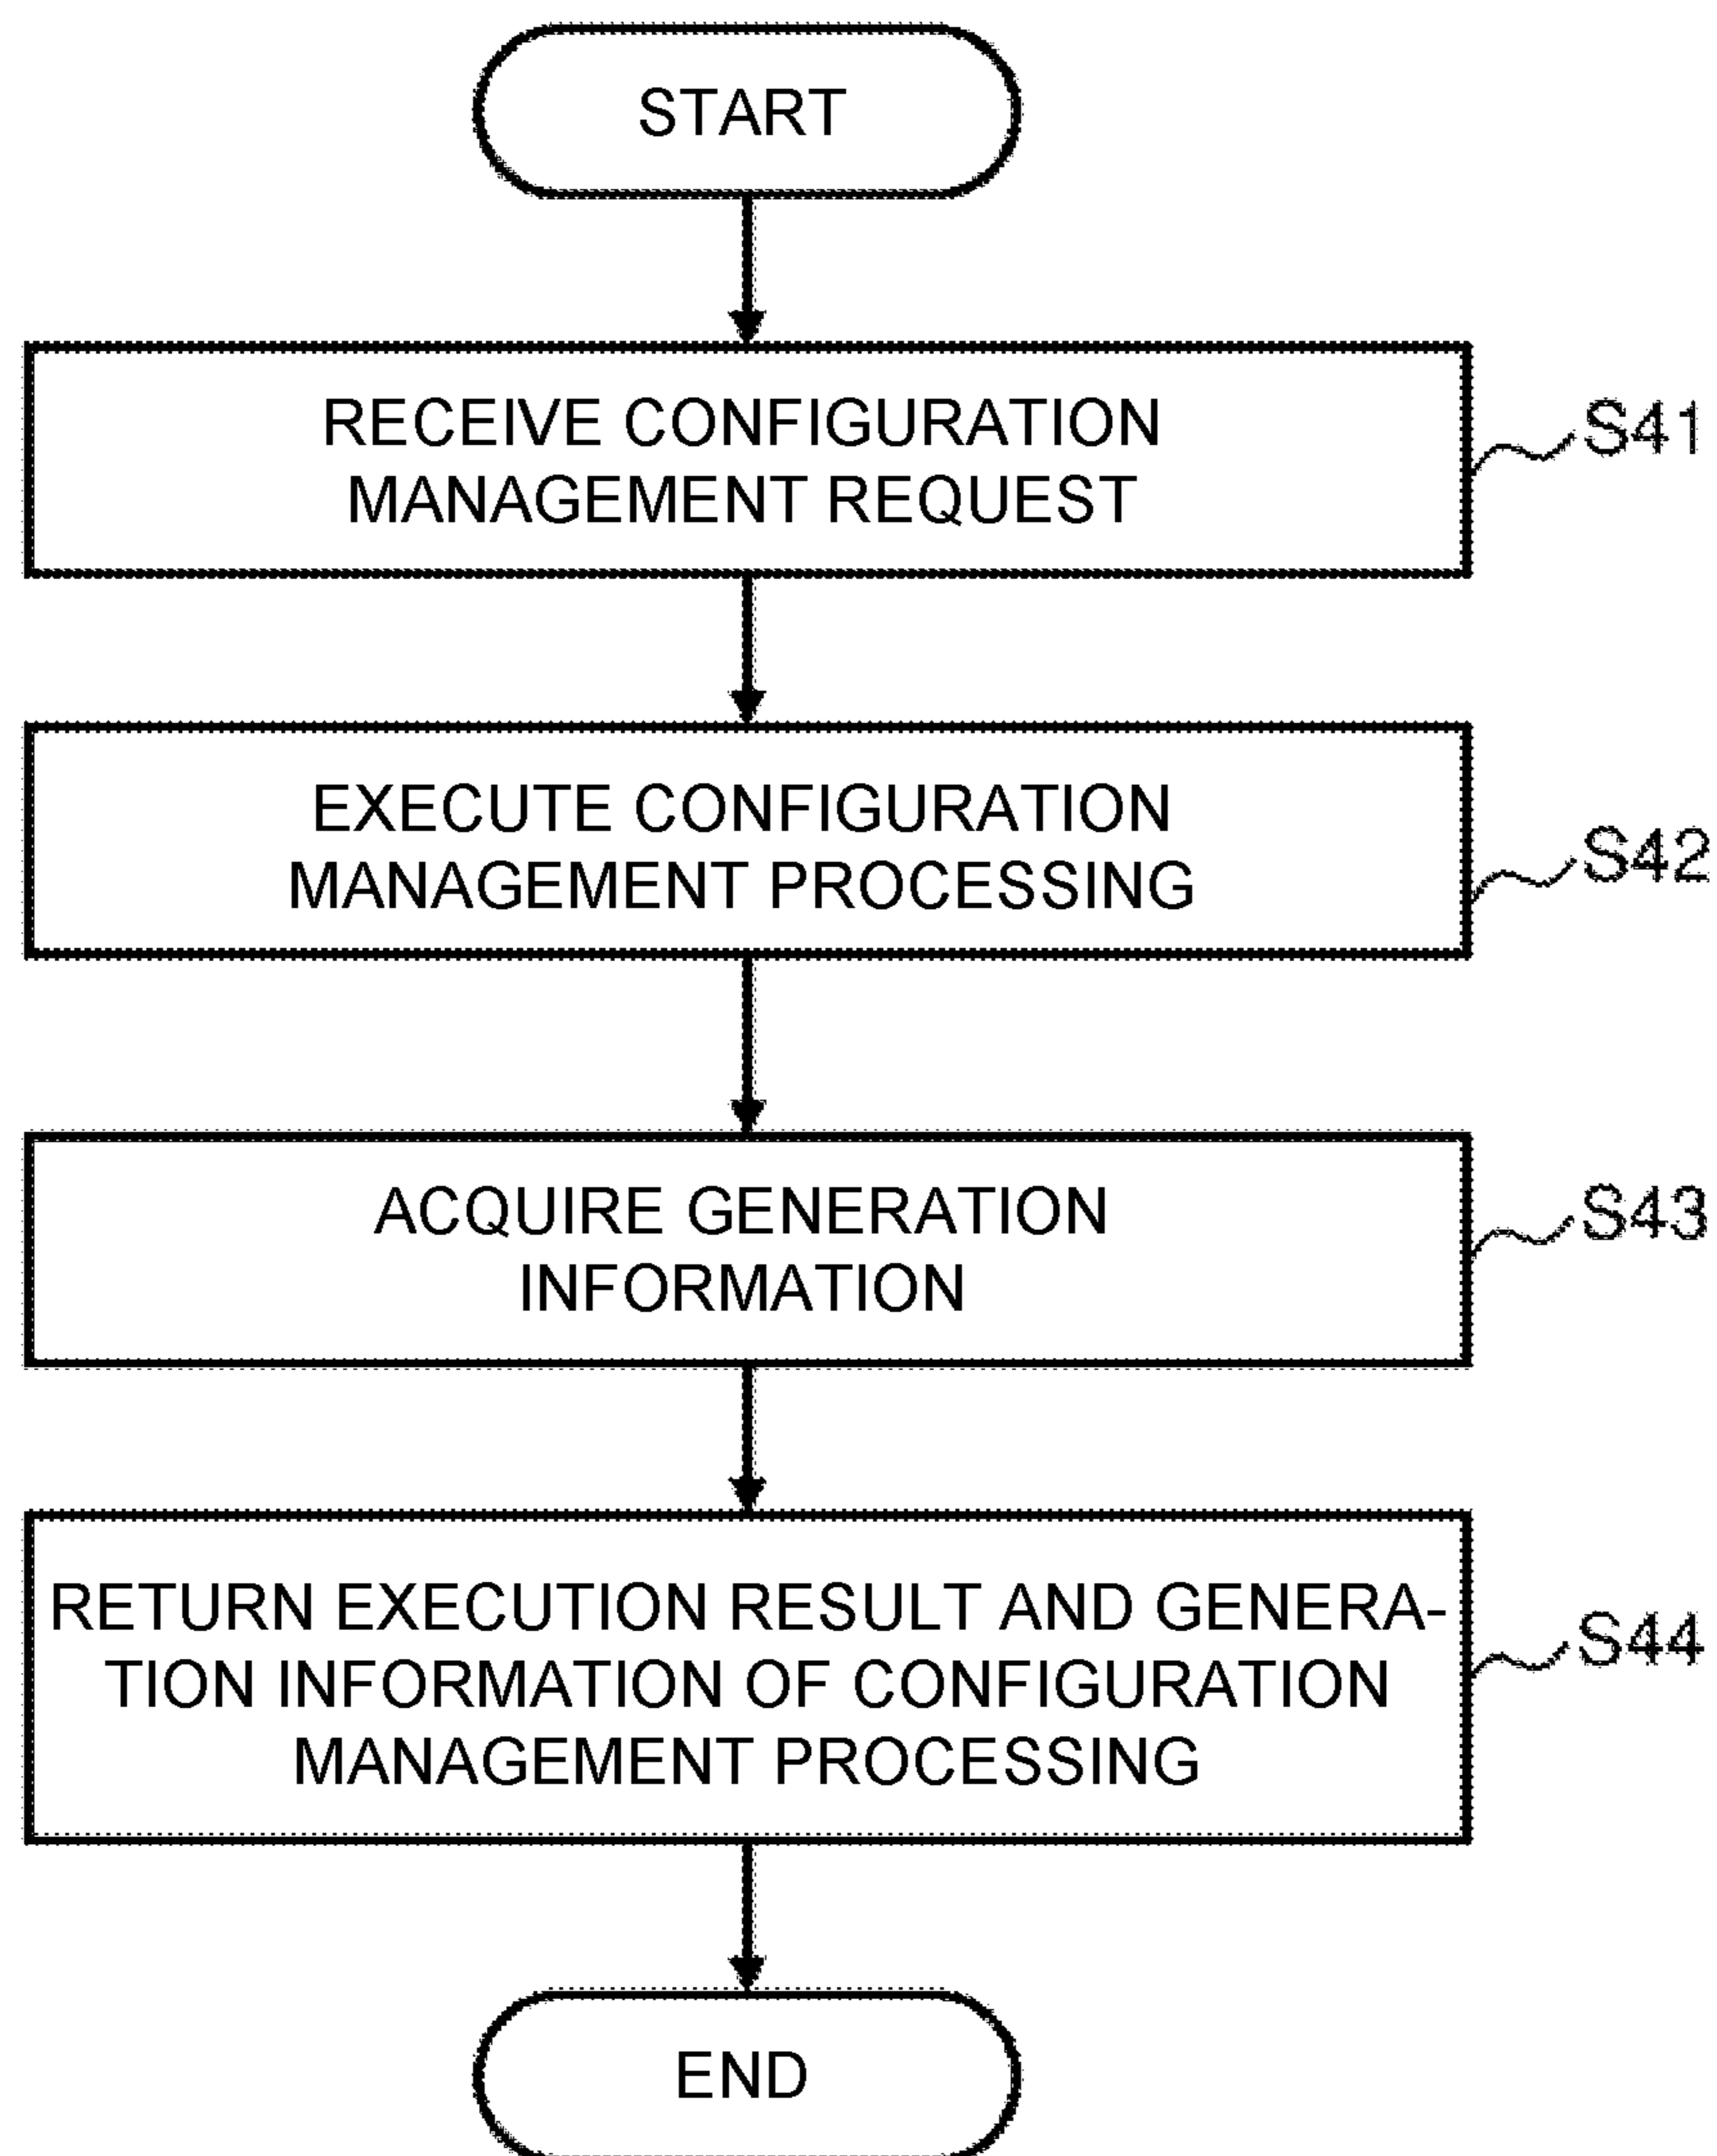 START
RECEIVE CONFIGURATION
MANAGEMENT REQUEST
S41
EXECUTE CONFIGURATION
MANAGEMENT PROCESSING
S42
ACQUIRE GENERATION
INFORMATION
S43
RETURN EXECUTION RESULT AND GENERA-
TION INFORMATION OF CONFIGURATION
MANAGEMENT PROCESSING
S44
END